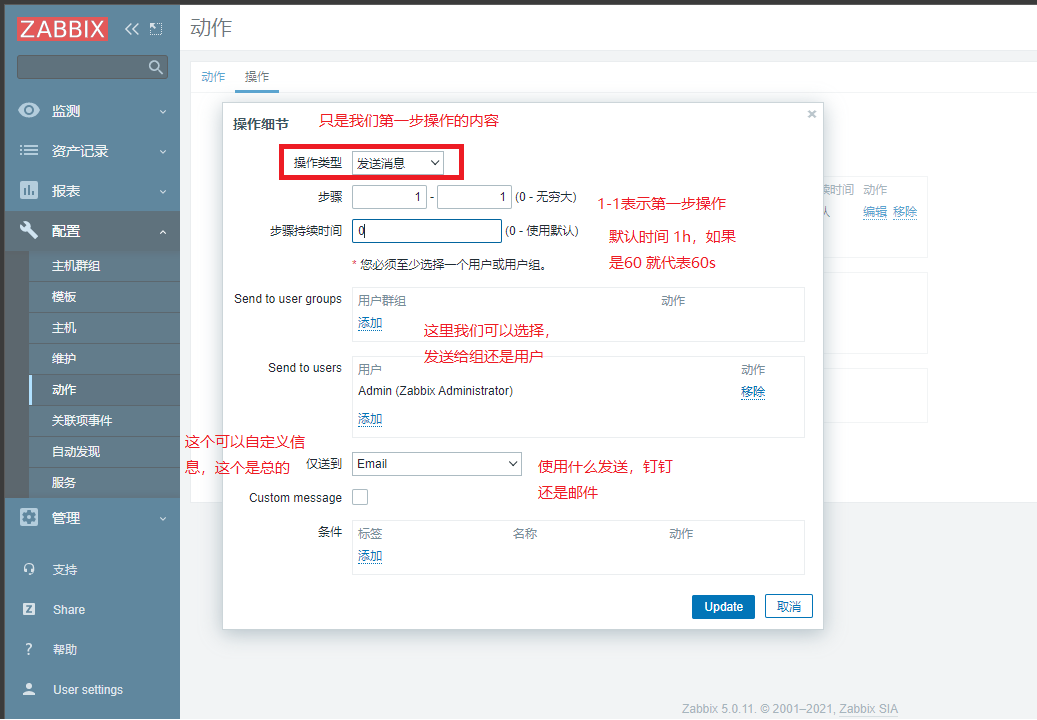 ZABBIX
动作
监测
资产记录
报表
配置
主机群组
模板
主机
维护
动作
关联项事件
自动发现
服务
管理
支持
Share
帮助
User settings
动作 操作
操作细节 只是我们第一步操作的内容
操作类型 发送消息
步骤 1 - 1 (0 - 无穷大)
1-1表示第一步操作
步骤持续时间 0 (0 - 使用默认)
默认时间 1h，如果
是60 就代表60s
* 您必须至少选择一个用户或用户组。
Send to user groups 用户群组 动作
添加
这里我们可以选择，
发送给组还是用户
Send to users 用户 动作
Admin (Zabbix Administrator) 移除
添加
这个可以自定义信
息，这个是总的
仅送到 Email
使用什么发送，钉钉
还是邮件
Custom message
条件 标签 名称 动作
添加
Update 取消
续时间 动作
编辑 移除
Zabbix 5.0.11. © 2001–2021, Zabbix SIA